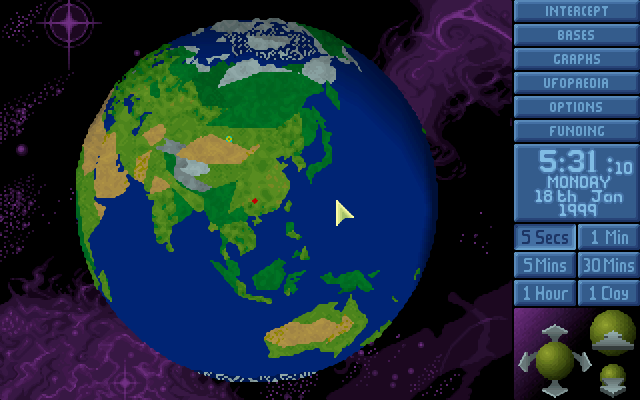 INTERCEPT
BASES
GRAPHS
UFOPAEDIA
OPTIONS
FUNDING
5:31 :10
MONDAY
18th Jan
1999
5 Secs 1 Min
5 Mins 30 Mins
1 Hour 1 Day